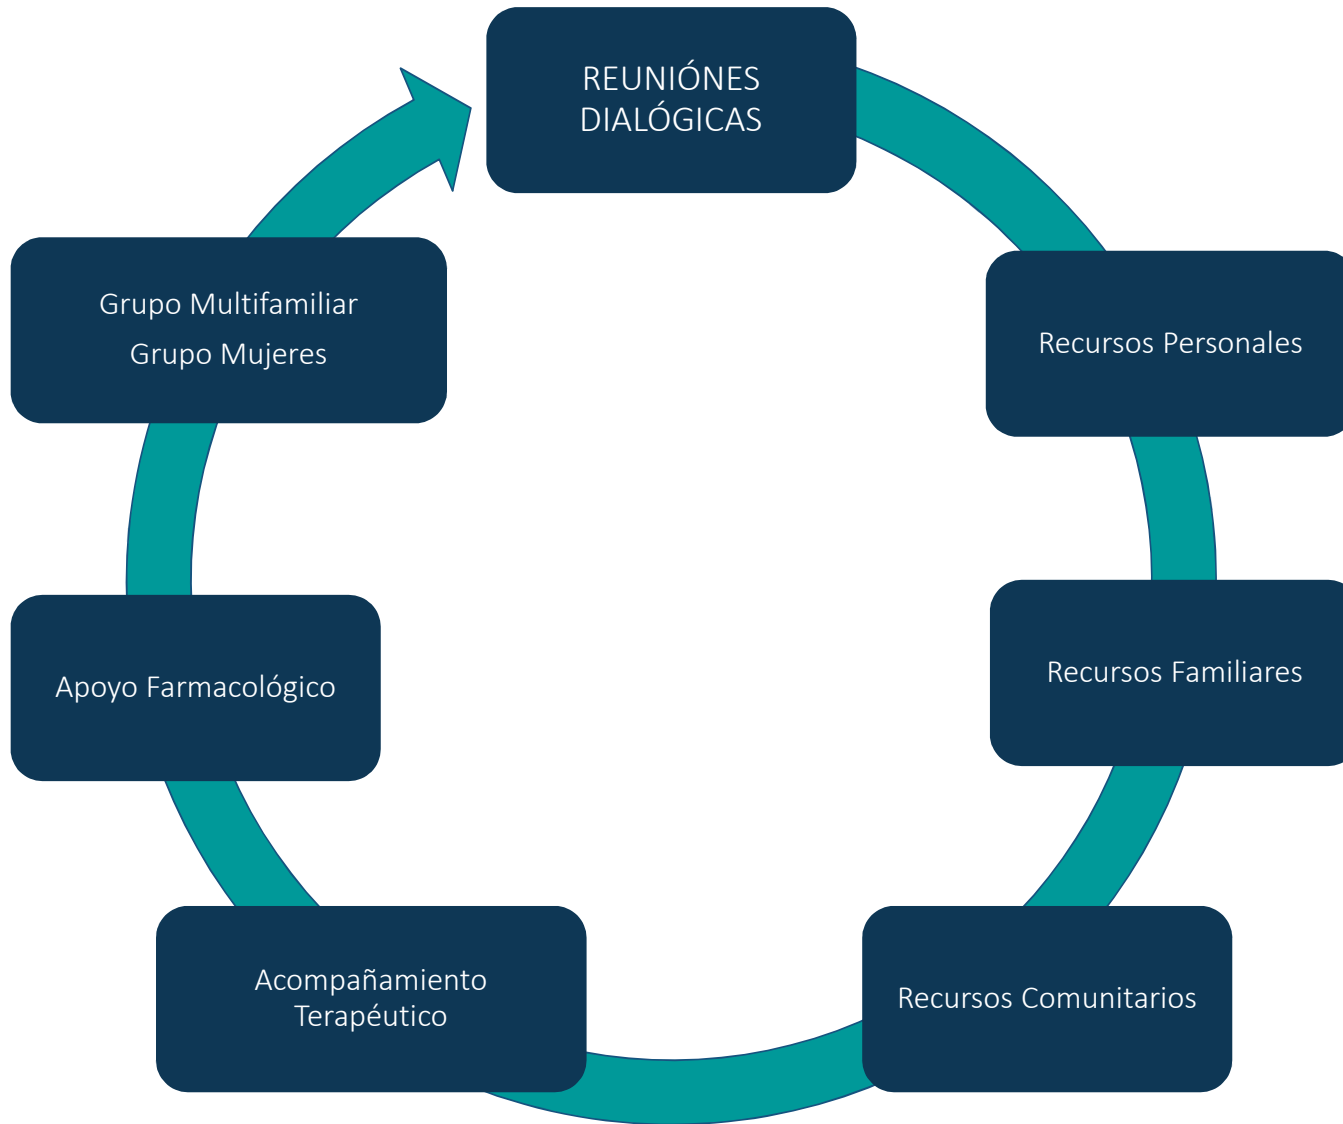 REUNIÓNES
DIALÓGICAS
Recursos Personales
Recursos Familiares
Recursos Comunitarios
Acompañamiento
Terapéutico
Apoyo Farmacológico
Grupo Multifamiliar
Grupo Mujeres